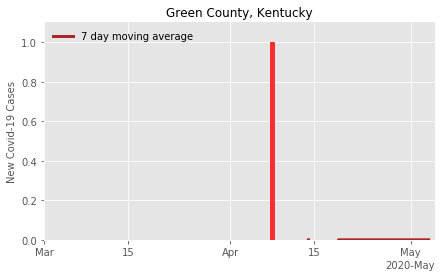 Green County, Kentucky
7 day moving average
New Covid-19 Cases
1.0
0.8
0.6
0.4
0.2
0.0
Mar 15 Apr 15 May
2020-May